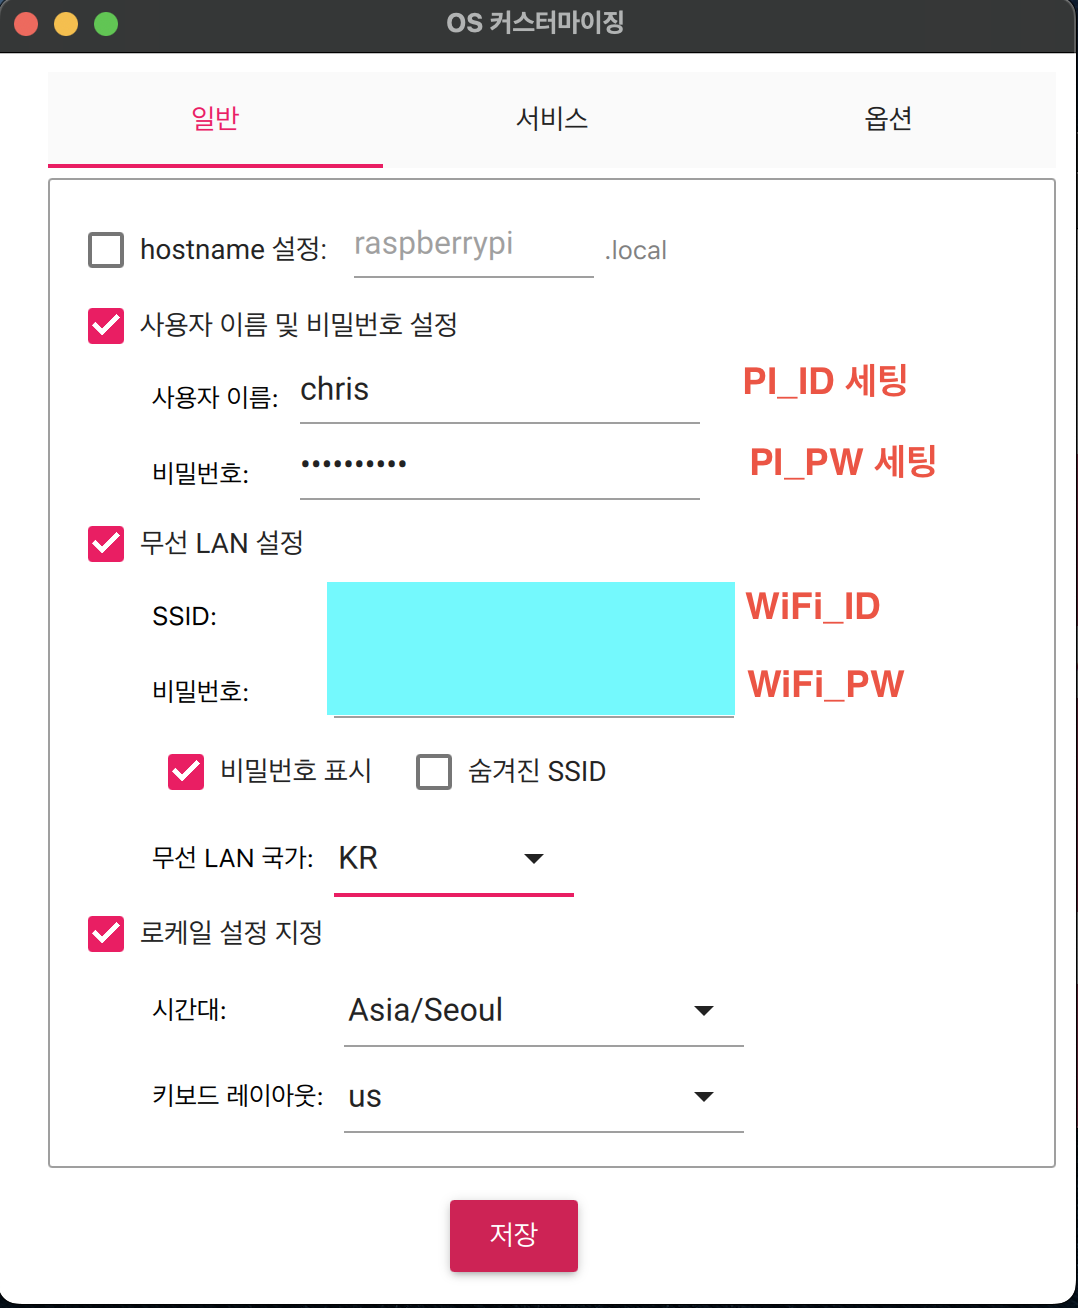 OS 커스터마이징
일반 서비스 옵션
hostname 설정: raspberrypi .local
사용자 이름 및 비밀번호 설정
사용자 이름: chris PI_ID 세팅
비밀번호: •••••••••• PI_PW 세팅
무선 LAN 설정
SSID: WiFi_ID
비밀번호: WiFi_PW
비밀번호 표시 숨겨진 SSID
무선 LAN 국가: KR
로케일 설정 지정
시간대: Asia/Seoul
키보드 레이아웃: us
저장